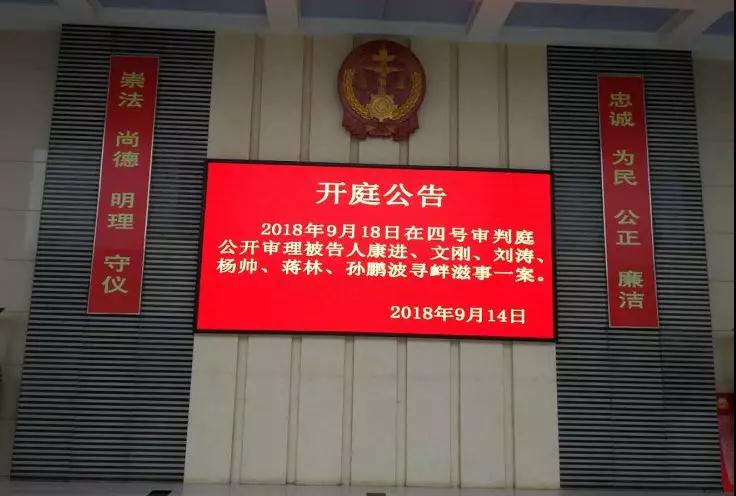 崇法 尚德 明理 守仪
开庭公告
2018年9月18日在四号审判庭
公开审理被告人康进、文刚、刘涛、
杨帅、蒋林、孙鹏波寻衅滋事一案。
2018年9月14日
忠诚 为民 公正 廉洁